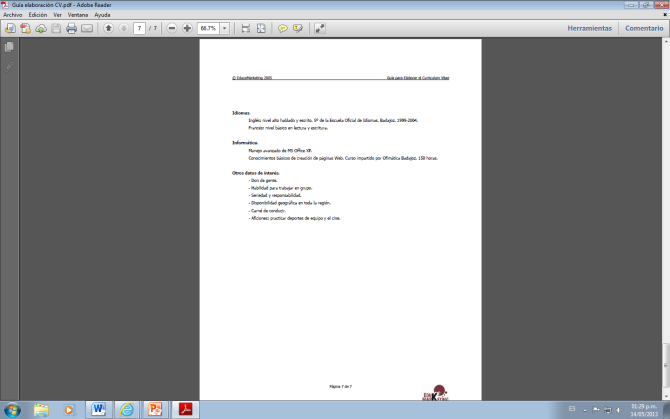 Guía elaboración CV.pdf - Adobe Reader
Archivo Edición Ver Ventana Ayuda
7 / 7 66.7% Herramientas Comentario
© EducaMarketing 2005 Guía para Elaborar el Curriculum Vitae
Idiomas.
Inglés: nivel alto hablado y escrito. 5º de la Escuela Oficial de Idiomas. Badajoz. 1999-2004.
Francés: nivel básico en lectura y escritura.
Informática
Manejo avanzado de MS Office XP.
Conocimientos básicos de creación de páginas Web. Curso impartido por Ofimática Badajoz. 150 horas.
Otros datos de interés.
- Don de gente.
- Habilidad para trabajar en grupo.
- Seriedad y responsabilidad.
- Disponibilidad geográfica en toda la región.
- Carné de conducir.
- Aficiones: practicar deportes de equipo y el cine.
Página 7 de 7
EDUCA
MARKETING
ES 01:29 p.m.
14/05/2013